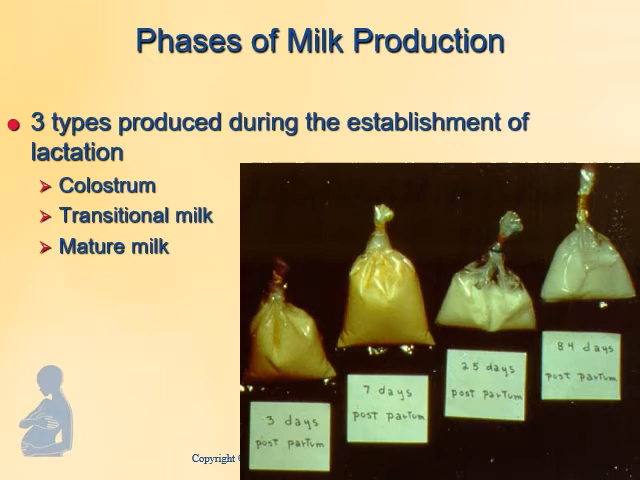 Phases of Milk Production
3 types produced during the establishment of
lactation
Colostrum
Transitional milk
Mature milk
84 days
post partum
25 days
post partum
7 days
post partum
3 days
post partum
Copyright ©